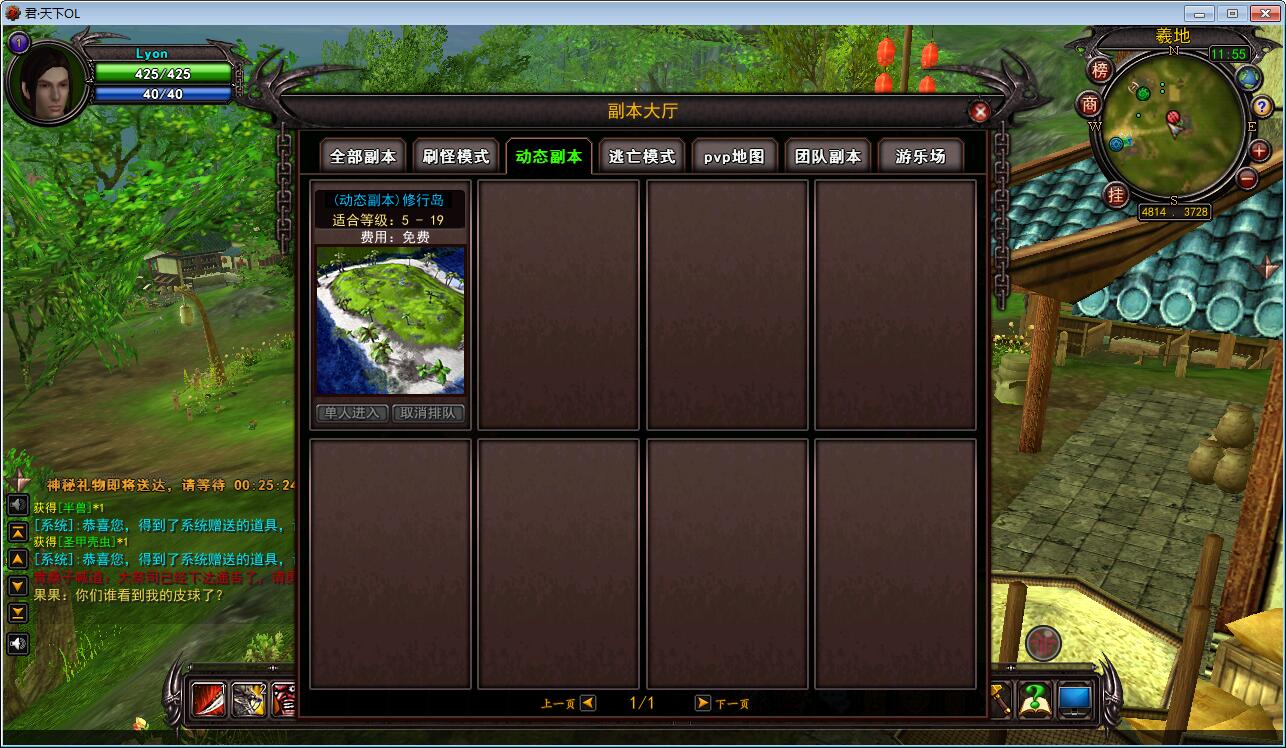 君·天下OL
1
Lyon
425/425
40/40
副本大厅
羲地
N
11:55
榜
商
W
E
?
挂
S
4814 . 3728
全部副本
刷怪模式
动态副本
逃亡模式
pvp地图
团队副本
游乐场
(动态副本)修行岛
适合等级: 5 - 19
费用: 免费
单人进入
取消排队
神秘礼物即将送达, 请等待 00:25:24
获得[半兽]*1
[系统]:恭喜您, 得到了系统赠送的道具,
获得[圣甲壳虫]*1
[系统]:恭喜您, 得到了系统赠送的道具,
果果: 你们谁看到我的皮球了?
2
上一页
1/1
下一页